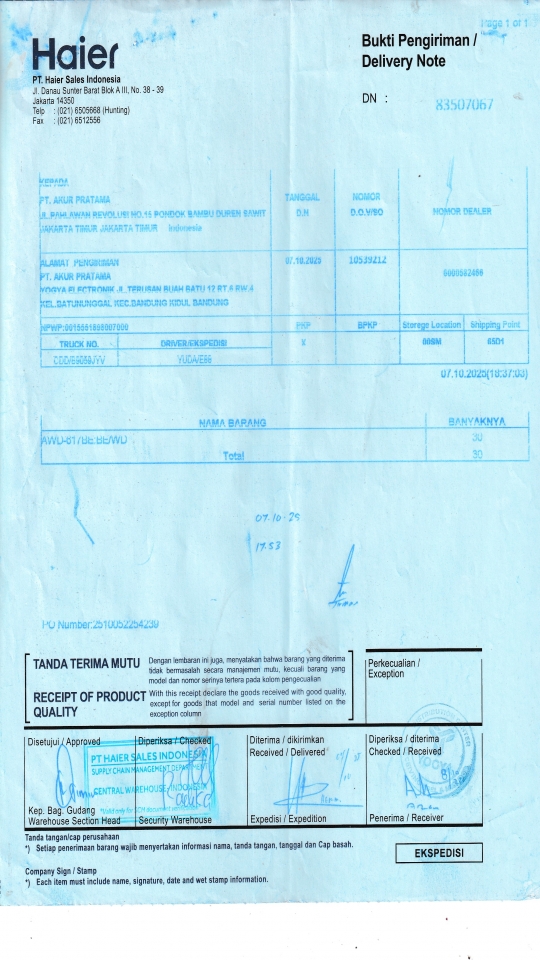 Page 1 of 1
Haier
PT. Haier Sales Indonesia
Jl. Danau Sunter Barat Blok A III, No. 38 - 39
Jakarta 14350
Telp : (021) 6505668 (Hunting)
Fax : (021) 6512556
Bukti Pengiriman /
Delivery Note
DN : 83507067
KEPADA
PT. AKUR PRATAMA
JL.PAHLAWAN REVOLUSI NO.15 PONDOK BAMBU DUREN SAWIT
JAKARTA TIMUR JAKARTA TIMUR Indonesia
TANGGAL NOMOR
D.N D.O.W/SO NOMOR DEALER
ALAMAT PENGIRIMAN
PT. AKUR PRATAMA
YOGYA ELECTRONIK JL TERUSAN BUAH BATU 12 RT.6 RW.4
KEL.BATUNUNGGAL KEC.BANDUNG KIDUL BANDUNG
07.10.2025 10539212
NPWP: PKP BPKP Storege Location Shipping Point
TRUCK NO. DRIVER/EKSPEDISI X
07.10.2025(16:37:03)
NAMA BARANG BANYAKNYA
30
Total 30
07-10-25
17.53
PO Number:2510052254239
TANDA TERIMA MUTU
Dengan lembaran ini juga, menyatakan bahwa barang yang diterima
tidak bermasalah secara manajemen mutu, kecuali barang yang
model dan nomor serinya tertera pada kolom pengecualian
RECEIPT OF PRODUCT
QUALITY
With this receipt declare the goods received with good quality,
except for goods that model and serial number listed on the
exception column
Perkecualian /
Exception
Disetujui / Approved
Diperiksa / Checked
Diterima / dikirimkan
Received / Delivered
Diperiksa / diterima
Checked / Received
PT HAIER SALES INDONESIA
SUPPLY CHAIN MANAGEMENT DEPARTMENT
CENTRAL WAREHOUSE-INDONESIA
Kep. Bag. Gudang
Warehouse Section Head
Security Warehouse
Expedisi / Expedition
Penerima / Receiver
Tanda tangan/cap perusahaan
*) Setiap penerimaan barang wajib menyertakan informasi nama, tanda tangan, tanggal dan Cap basah.
EKSPEDISI
Company Sign / Stamp
*) Each item must include name, signature, date and wet stamp information.